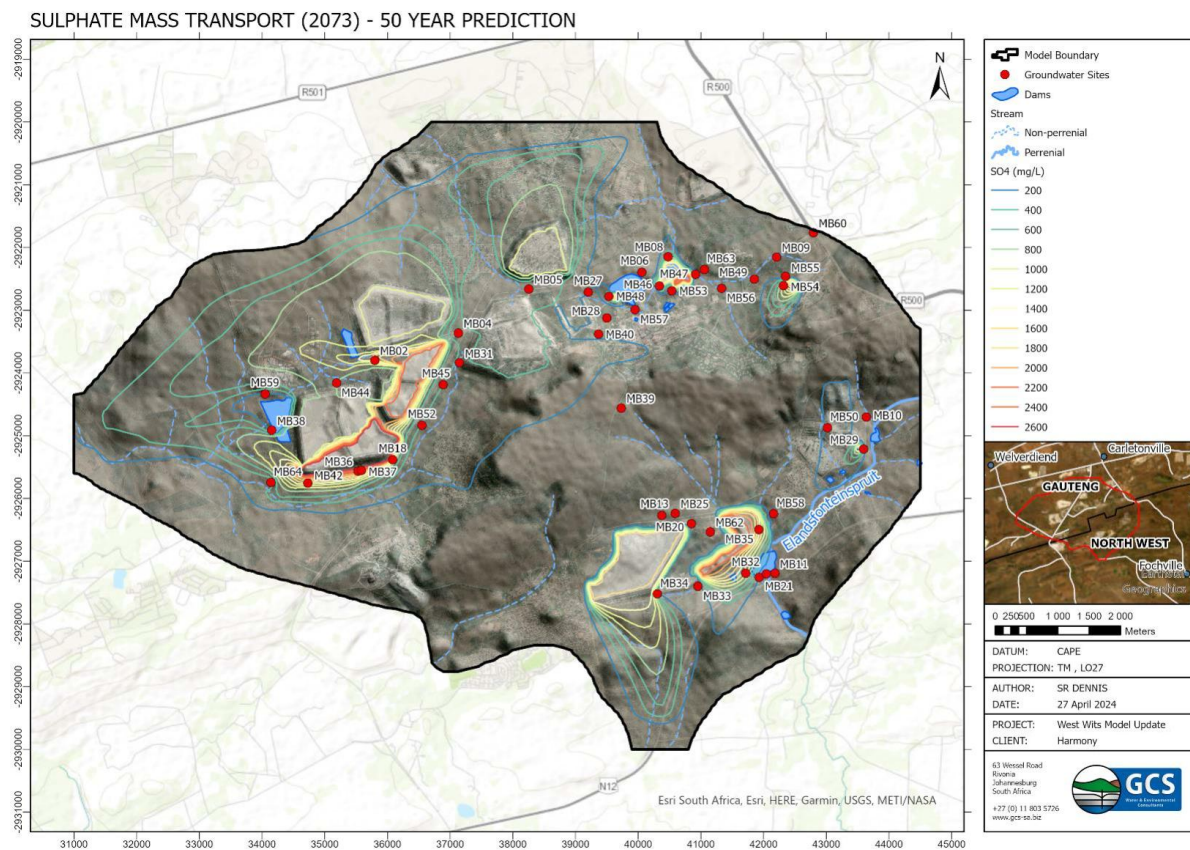 SULPHATE MASS TRANSPORT (2073) - 50 YEAR PREDICTION
-2919000
-2920000
-2921000
-2922000
-2923000
-2924000
-2925000
-2926000
-2927000
-2928000
-2929000
-2930000
-2931000
R501
R500
N
MB60
MB08
MB09
MB06
MB63
MB05
MB27
MB47
MB49
MB55
MB46
MB54
MB48
MB53
MB56
R500
MB28
MB57
MB04
MB40
MB02
MB31
MB45
MB59
MB44
MB39
MB52
MB50
MB10
MB38
MB29
MB18
MB36
MB64
MB37
MB42
MB13
MB25
MB58
MB20
MB62
Elandsfonteinspruit
MB35
MB32
MB11
MB34
MB21
MB33
N12
Esri South Africa, Esri, HERE, Garmin, USGS, METI/NASA
31000 32000 33000 34000 35000 36000 37000 38000 39000 40000 41000 42000 43000 44000 45000
Model Boundary
Groundwater Sites
Dams
Stream
Non-perrenial
Perrenial
SO4 (mg/L)
200
400
600
800
1000
1200
1400
1600
1800
2000
2200
2400
2600
Welverdiend
Carletonville
GAUTENG
NORTH WEST
Fochville
Earthstar
Geographics
0 250500 1 000 1 500 2 000
Meters
DATUM: CAPE
PROJECTION: TM , LO27
AUTHOR: SR DENNIS
DATE: 27 April 2024
PROJECT: West Wits Model Update
CLIENT: Harmony
63 Wessel Road
Rivonia
Johannesburg
South Africa
+27 (0) 11 803 5726
www.gcs-sa.biz
GCS
Water & Environmental
Consultants